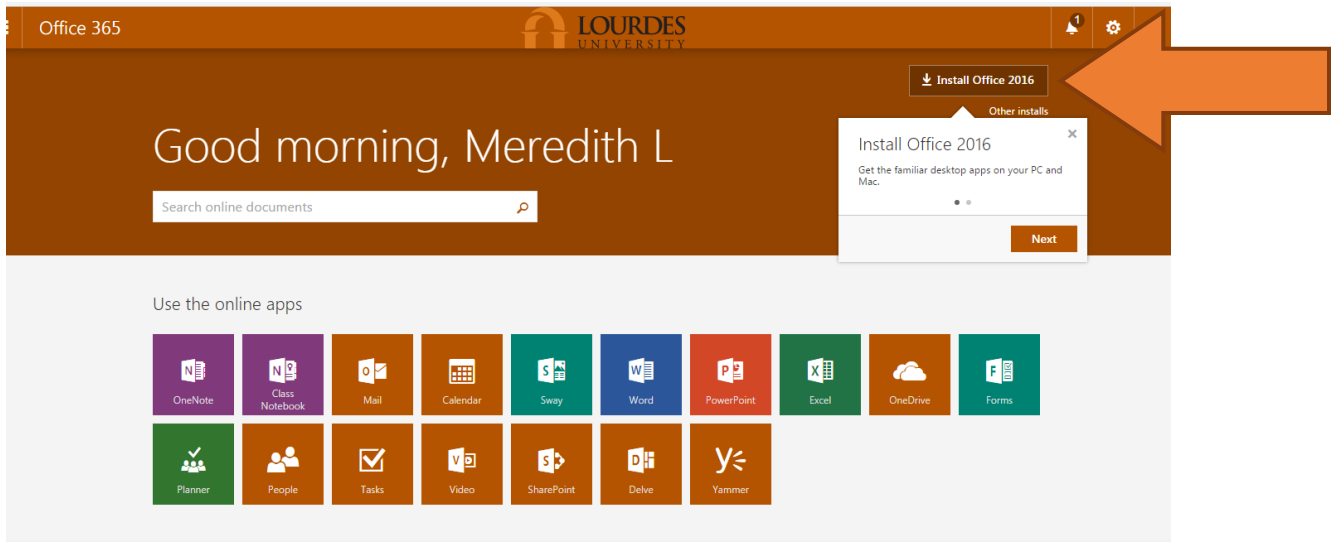 Office 365
LOURDES
UNIVERSITY
1
Install Office 2016
Other installs
Good morning, Meredith L
Search online documents
Install Office 2016
×
Get the familiar desktop apps on your PC and
Mac.
Next
Use the online apps
OneNote
Class
Notebook
Mail
Calendar
Sway
Word
PowerPoint
Excel
OneDrive
Forms
Planner
People
Tasks
Video
SharePoint
Delve
Yammer